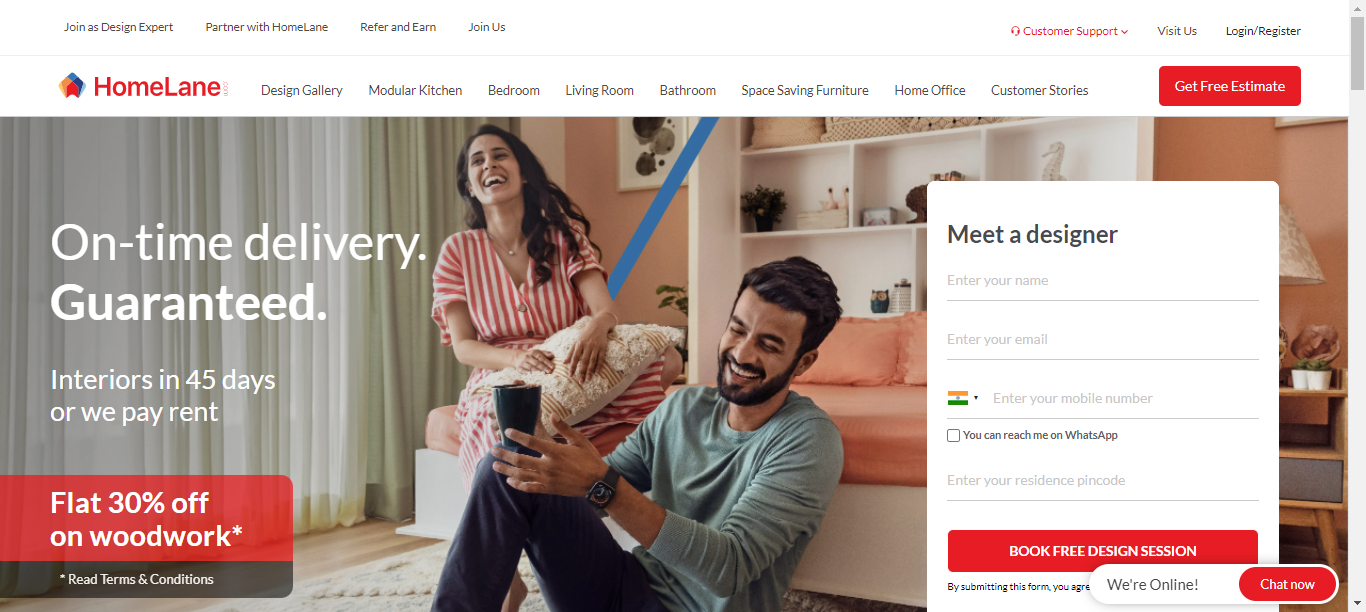 Join as Design Expert Partner with HomeLane Refer and Earn Join Us Customer Support Visit Us Login/Register
HomeLane Design Gallery Modular Kitchen Bedroom Living Room Bathroom Space Saving Furniture Home Office Customer Stories Get Free Estimate
On-time delivery.
Guaranteed.
Interiors in 45 days
or we pay rent
Flat 30% off
on woodwork*
* Read Terms & Conditions
Meet a designer
Enter your name
Enter your email
Enter your mobile number
You can reach me on WhatsApp
Enter your residence pincode
BOOK FREE DESIGN SESSION
By submitting this form, you agre
We're Online! Chat now